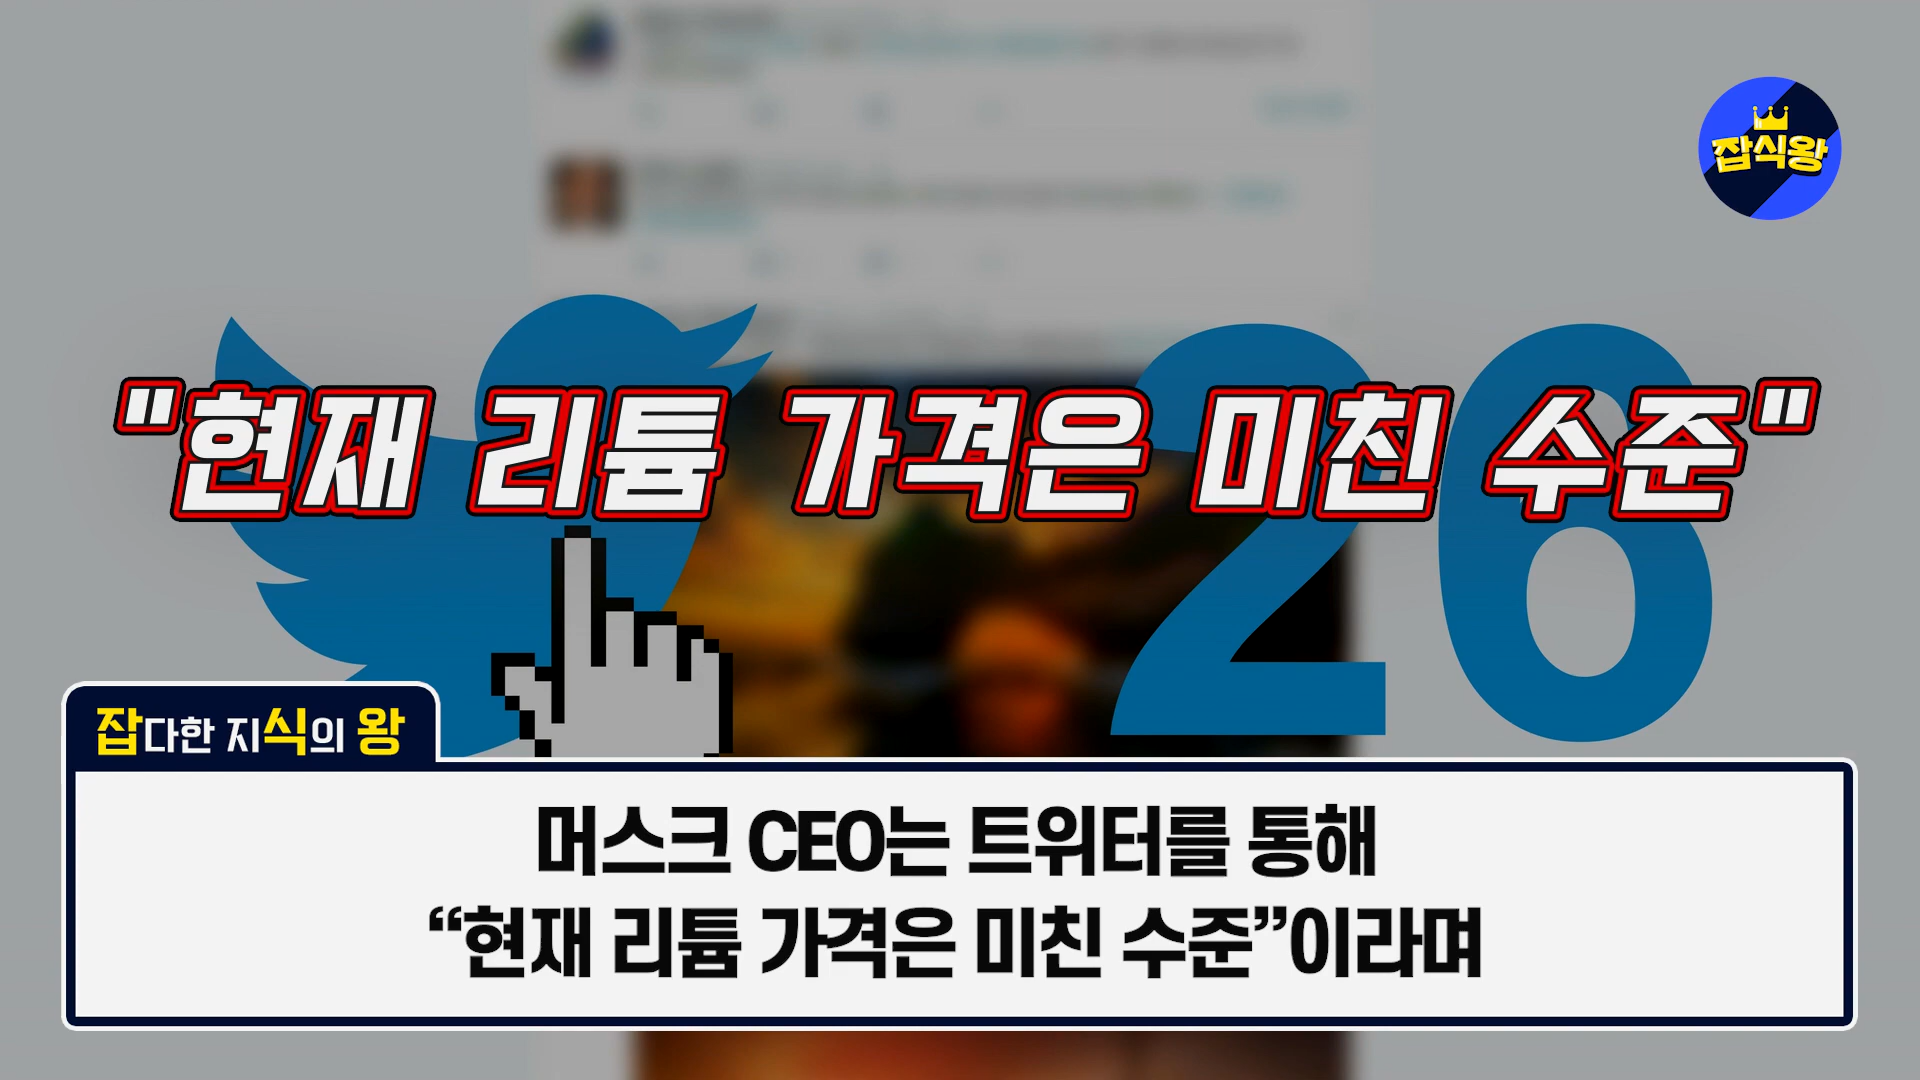 잡식왕
"현재 리튬 가격은 미친 수준"
26
잡다한 지식의 왕
머스크 CEO는 트위터를 통해
“현재 리튬 가격은 미친 수준”이라며